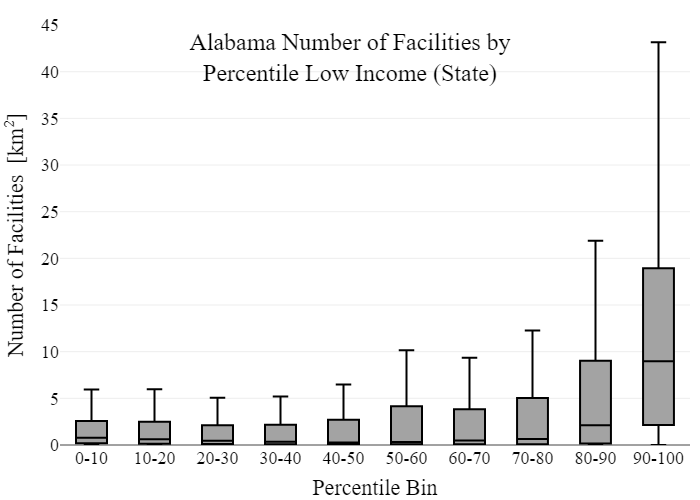 Alabama Number of Facilities by
Percentile Low Income (State)
Number of Facilities [km²]
45
40
35
30
25
20
15
10
5
0
0-10 10-20 20-30 30-40 40-50 50-60 60-70 70-80 80-90 90-100
Percentile Bin